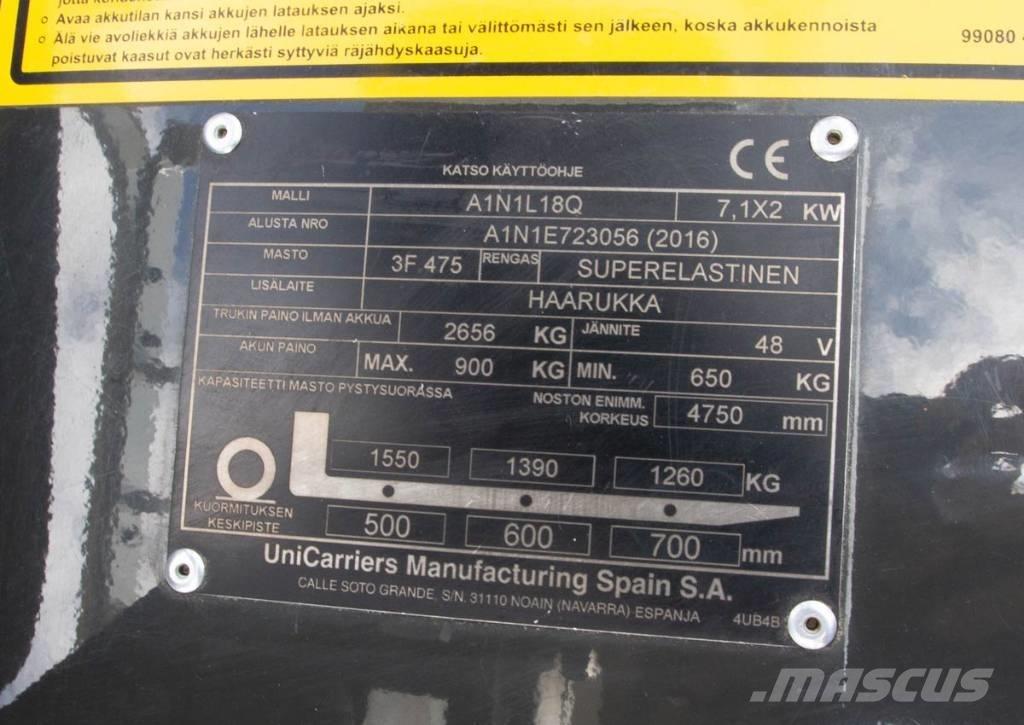 ○ Avaa akkutilan kansi akkujen latauksen ajaksi.
○ Älä vie avoliekkiä akkujen lähelle latauksen aikana tai välittömästi sen jälkeen, koska akkukennoista
poistuvat kaasut ovat herkästi syttyviä räjähdyskaasuja.
99080
KATSO KÄYTTÖOHJE
CE
MALLI A1N1L18Q 7,1X2 KW
ALUSTA NRO A1N1E723056 (2016)
MASTO 3F 475 RENGAS SUPERELASTINEN
LISÄLAITE HAARUKKA
TRUKIN PAINO ILMAN AKKUA 2656 KG JÄNNITE 48 V
AKUN PAINO MAX. 900 KG MIN. 650 KG
KAPASITEETTI MASTO PYSTYSUORASSA
NOSTON ENIMM.
KORKEUS 4750 mm
1550 1390 1260 KG
KUORMITUKSEN
KESKIPISTE
500 600 700 mm
UniCarriers Manufacturing Spain S.A.
CALLE SOTO GRANDE, S/N. 31110 NOAIN (NAVARRA) ESPANJA 4UB4B
MASCUS